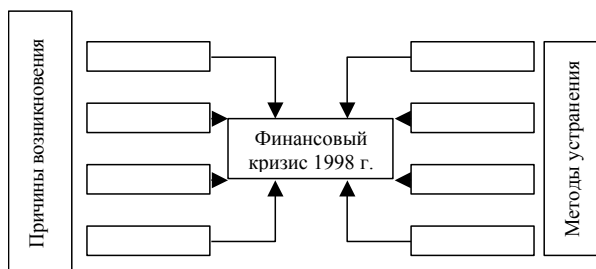 Причины возникновения
Финансовый
кризис 1998 г.
Методы устранения